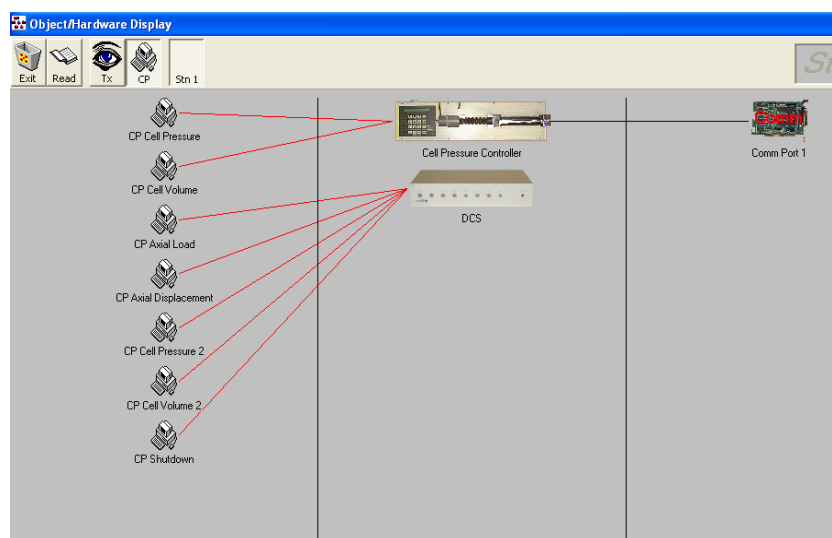 Object/Hardware Display
Exit Read Tx CP Stn 1
CP Cell Pressure
CP Cell Volume
CP Axial Load
CP Axial Displacement
CP Cell Pressure 2
CP Cell Volume 2
CP Shutdown
Cell Pressure Controller
DCS
Comm
Comm Port 1